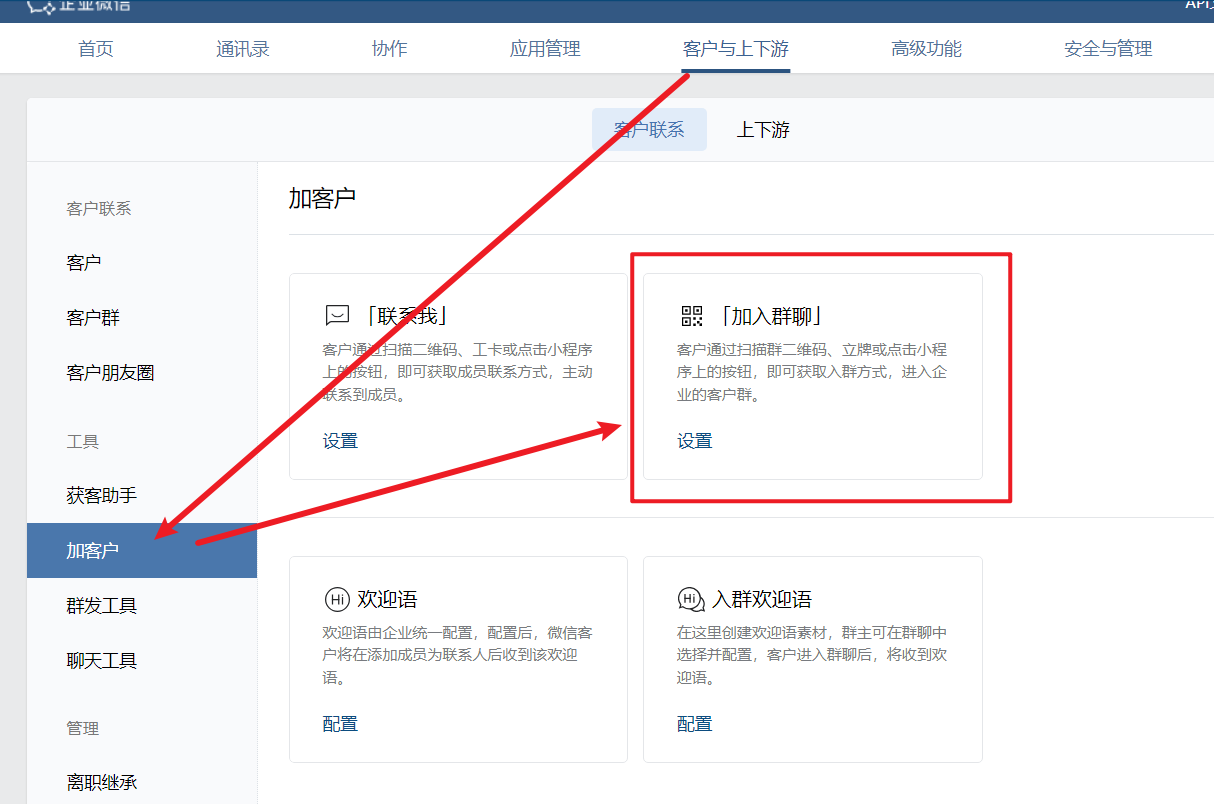 企业微信
API
首页 通讯录 协作 应用管理 客户与上下游 高级功能 安全与管理
客户联系 上下游
客户联系
客户
客户群
客户朋友圈
工具
获客助手
加客户
群发工具
聊天工具
管理
离职继承
加客户
「联系我」
客户通过扫描二维码、工卡或点击小程序
上的按钮，即可获取成员联系方式，主动
联系到成员。
设置
「加入群聊」
客户通过扫描群二维码、立牌或点击小程
序上的按钮，即可获取入群方式，进入企
业的客户群。
设置
Hi 欢迎语
欢迎语由企业统一配置，配置后，微信客
户将在添加成员为联系人后收到该欢迎
语。
配置
Hi 入群欢迎语
在这里创建欢迎语素材，群主可在群聊中
选择并配置，客户进入群聊后，将收到欢
迎语。
配置